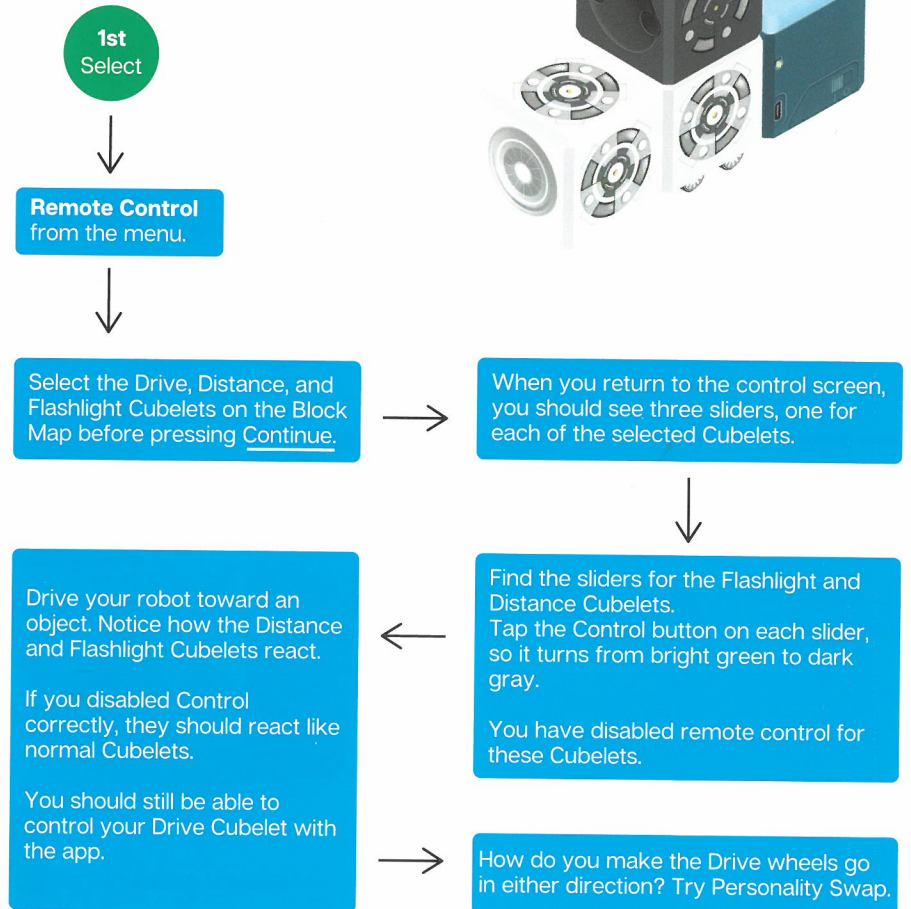 1st
Select
Remote Control
from the menu.
Select the Drive, Distance, and
Flashlight Cubelets on the Block
Map before pressing Continue.
When you return to the control screen,
you should see three sliders, one for
each of the selected Cubelets.
Find the sliders for the Flashlight and
Distance Cubelets.
Tap the Control button on each slider,
so it turns from bright green to dark
gray.
You have disabled remote control for
these Cubelets.
Drive your robot toward an
object. Notice how the Distance
and Flashlight Cubelets react.
If you disabled Control
correctly, they should react like
normal Cubelets.
You should still be able to
control your Drive Cubelet with
the app.
How do you make the Drive wheels go
in either direction? Try Personality Swap.